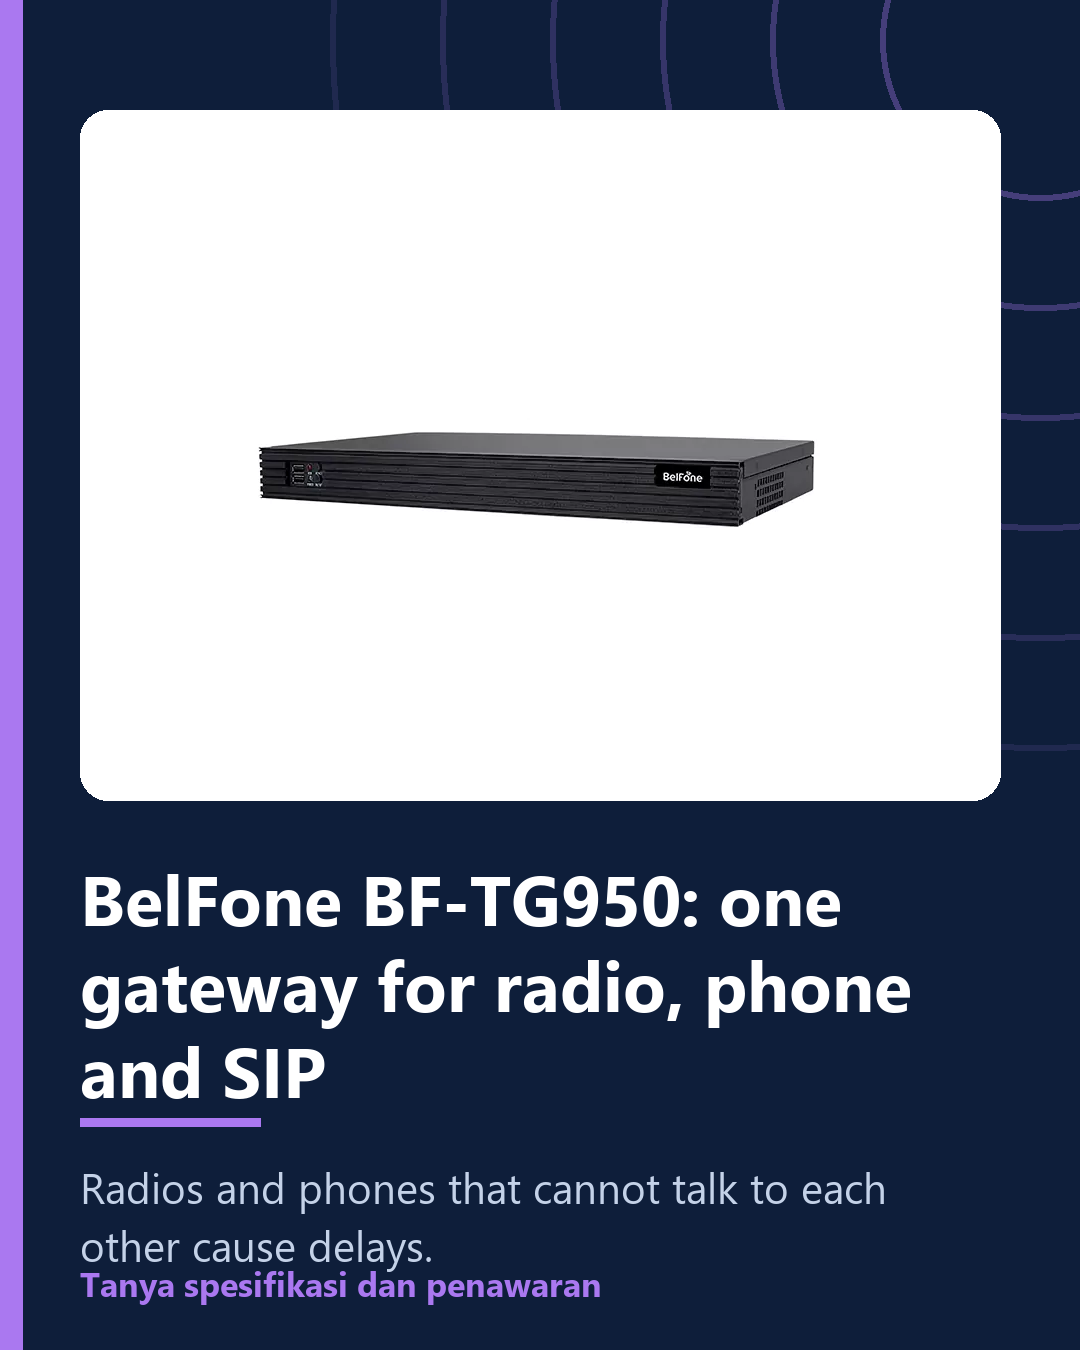 BelFone
BelFone BF-TG950: one
gateway for radio, phone
and SIP
Radios and phones that cannot talk to each
other cause delays.
Tanya spesifikasi dan penawaran